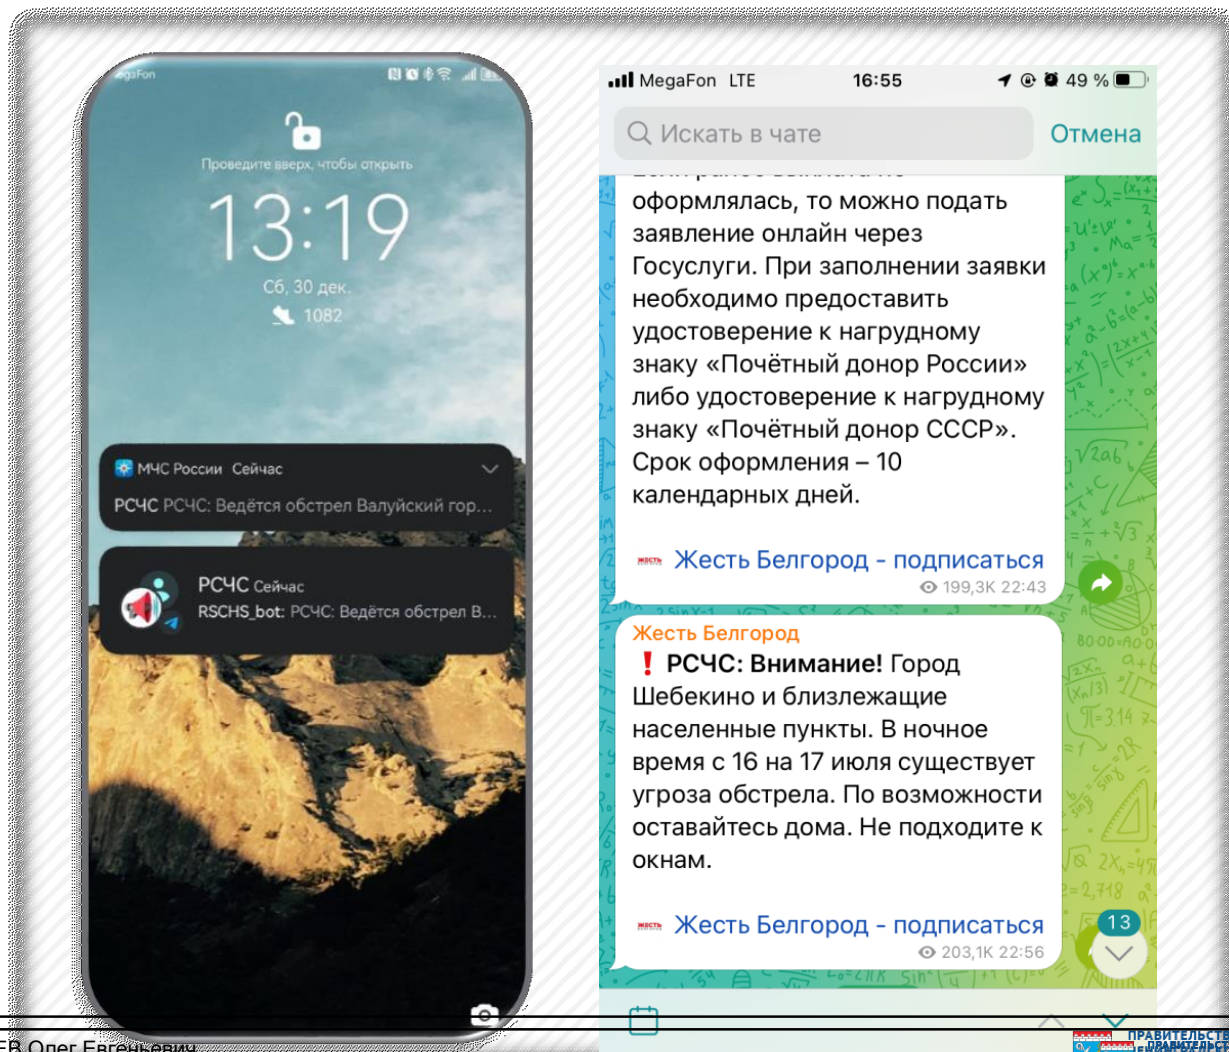 MegaFon
Проведите вверх, чтобы открыть
13:19
Сб, 30 дек.
1082
МЧС России Сейчас
РСЧС РСЧС: Ведётся обстрел Валуйский гор...
РСЧС Сейчас
RSCHS_bot: РСЧС: Ведётся обстрел В...
MegaFon LTE 16:55 49 %
Искать в чате Отмена
оформлялась, то можно подать
заявление онлайн через
Госуслуги. При заполнении заявки
необходимо предоставить
удостоверение к нагрудному
знаку «Почётный донор России»
либо удостоверение к нагрудному
знаку «Почётный донор СССР».
Срок оформления – 10
календарных дней.
ЖЕСТЬ Жесть Белгород - подписаться
199,3K 22:43
Жесть Белгород
❗ РСЧС: Внимание! Город
Шебекино и близлежащие
населенные пункты. В ночное
время с 16 на 17 июля существует
угроза обстрела. По возможности
оставайтесь дома. Не подходите к
окнам.
ЖЕСТЬ Жесть Белгород - подписаться
203,1K 22:56
13
ЕВ Олег Евгеньевич